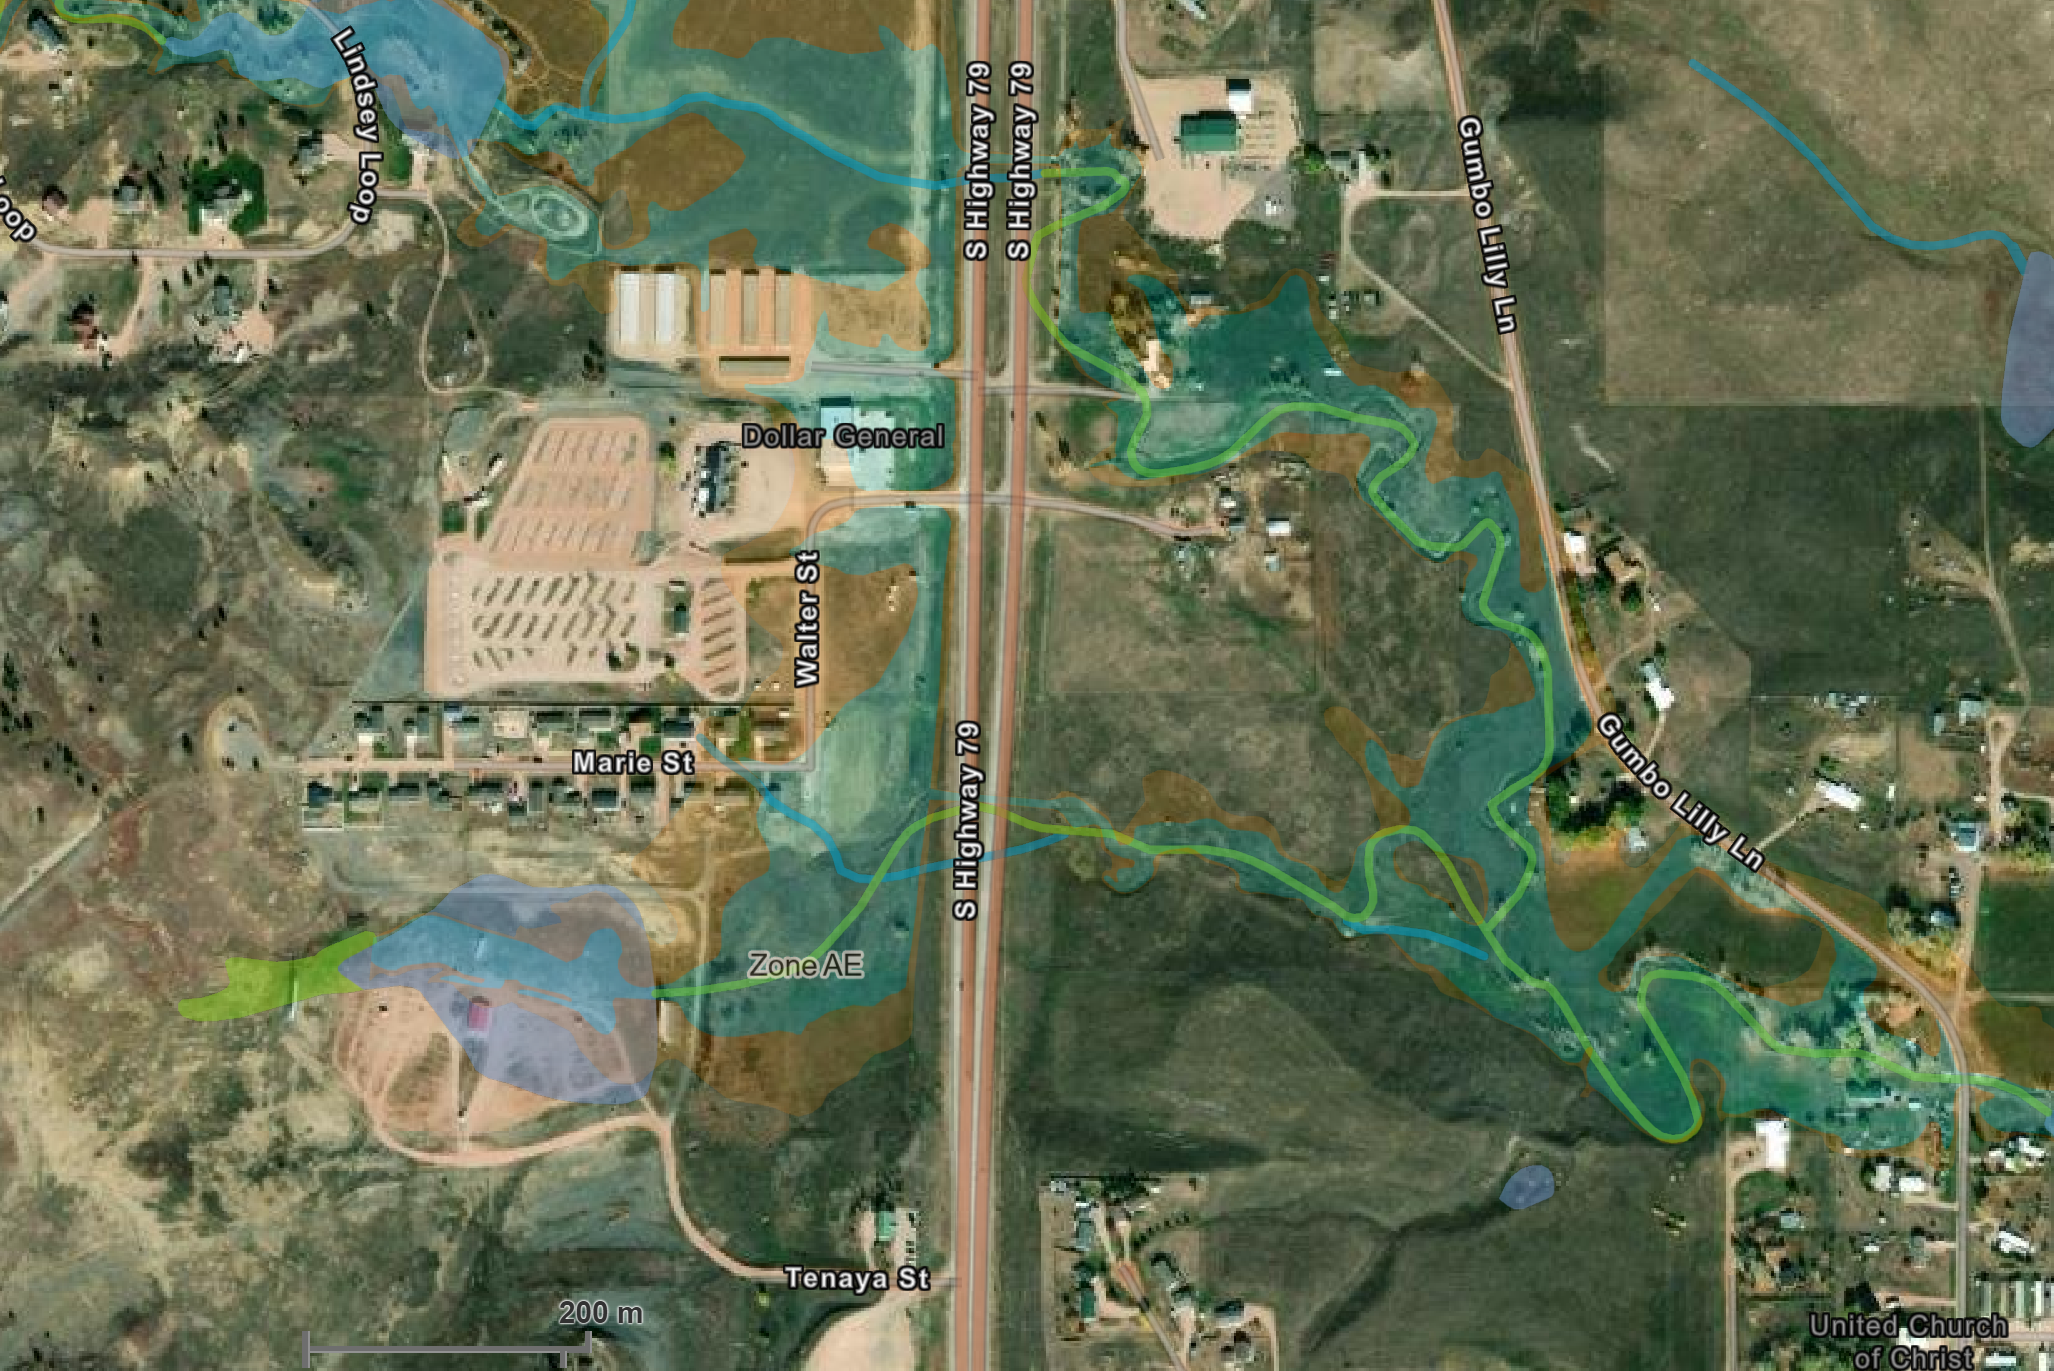 Lindsey Loop
Loop
S Highway 79
S Highway 79
Gumbo Lilly Ln
Dollar General
Walter St
Marie St
S Highway 79
Gumbo Lilly Ln
Zone AE
Tenaya St
200 m
United Church
of Christ